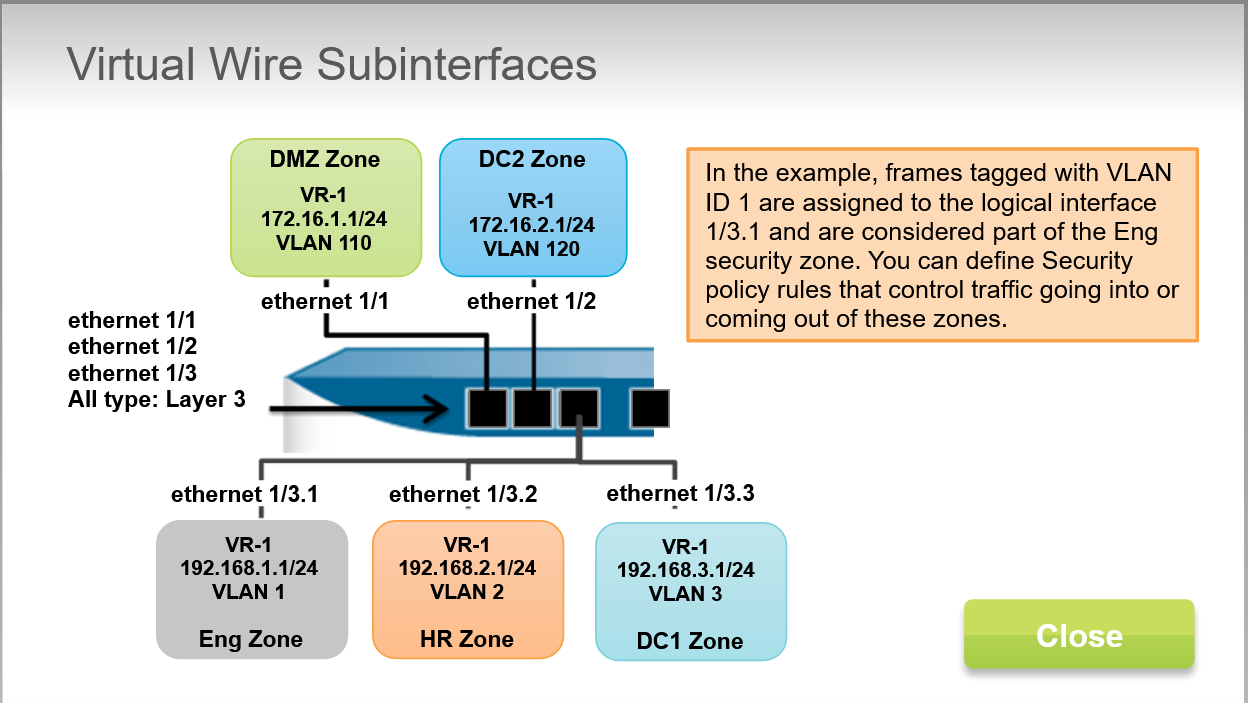 Virtual Wire Subinterfaces
DMZ Zone
VR-1
172.16.1.1/24
VLAN 110
DC2 Zone
VR-1
172.16.2.1/24
VLAN 120
In the example, frames tagged with VLAN
ID 1 are assigned to the logical interface
1/3.1 and are considered part of the Eng
security zone. You can define Security
policy rules that control traffic going into or
coming out of these zones.
ethernet 1/1
ethernet 1/2
ethernet 1/1
ethernet 1/2
ethernet 1/3
All type: Layer 3
ethernet 1/3.1
ethernet 1/3.2
ethernet 1/3.3
VR-1
192.168.1.1/24
VLAN 1
Eng Zone
VR-1
192.168.2.1/24
VLAN 2
HR Zone
VR-1
192.168.3.1/24
VLAN 3
DC1 Zone
Close